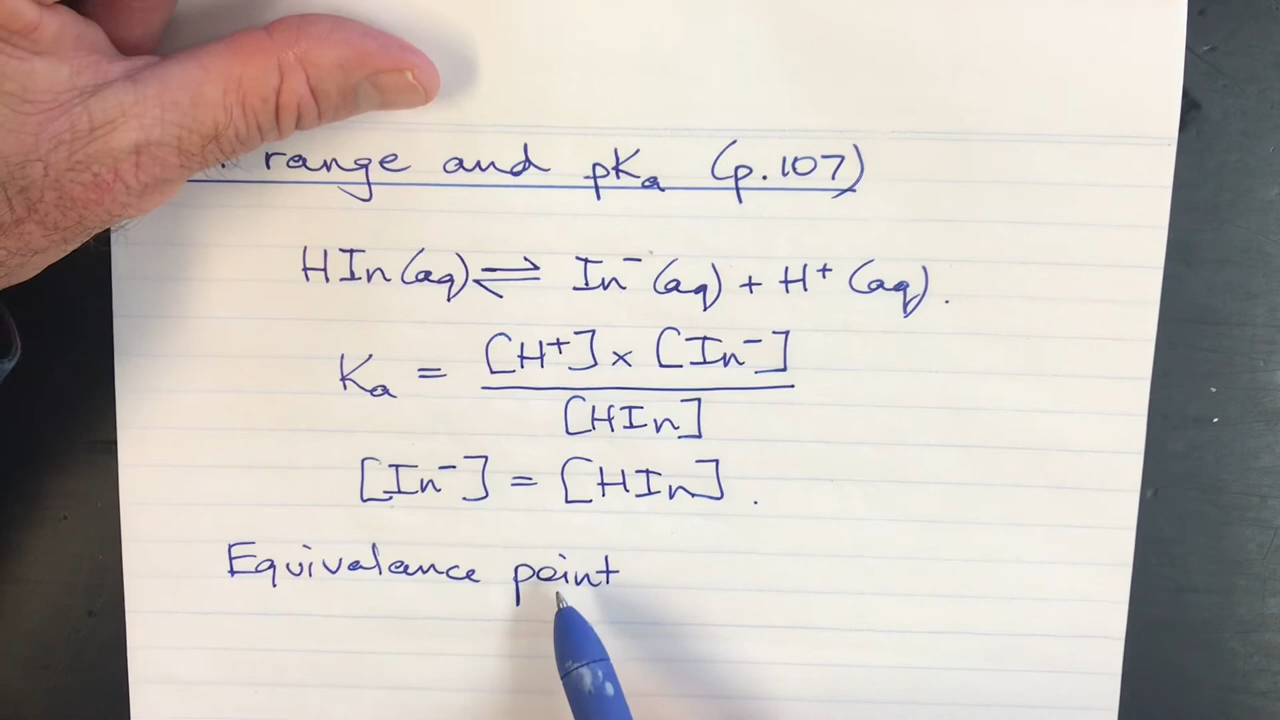 range and pKa (p.107)
HIn(aq) ⇌ In⁻(aq) + H⁺(aq).
Ka = [H⁺] × [In⁻]
[HIn]
[In⁻] = [HIn].
Equivalance point